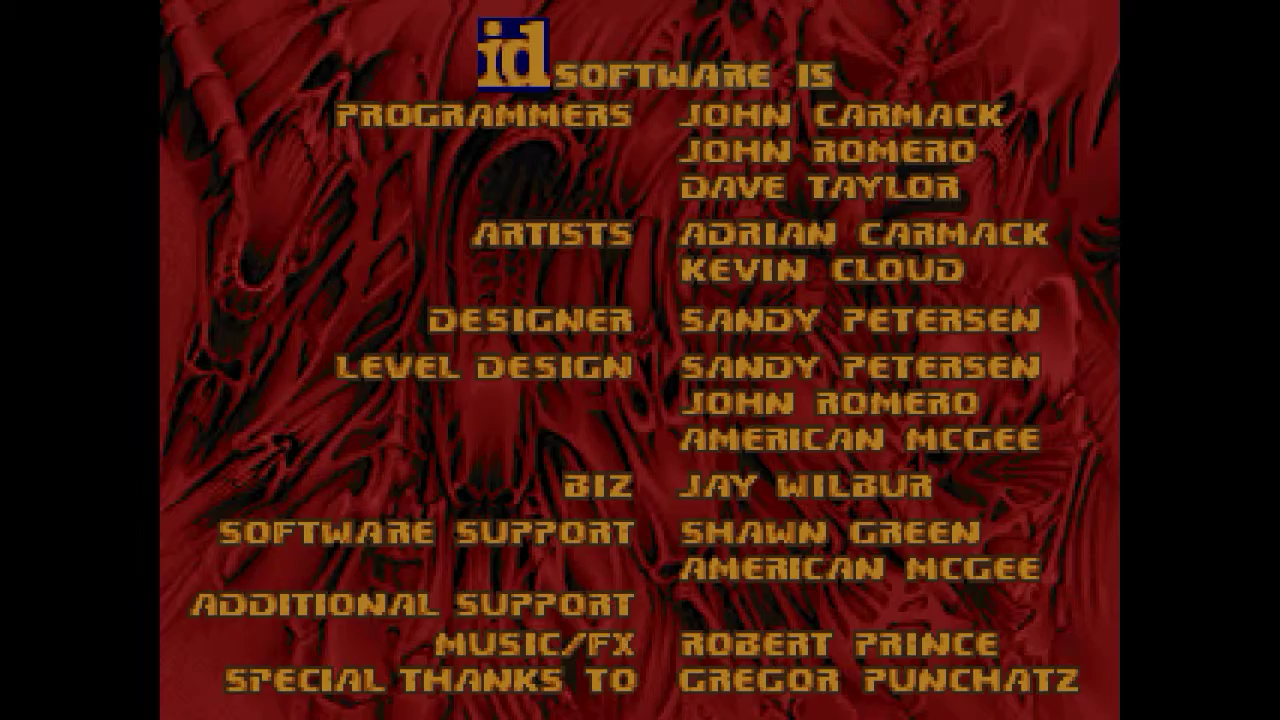 id SOFTWARE IS
PROGRAMMERS JOHN CARMACK
JOHN ROMERO
DAVE TAYLOR
ARTISTS ADRIAN CARMACK
KEVIN CLOUD
DESIGNER SANDY PETERSEN
LEVEL DESIGN SANDY PETERSEN
JOHN ROMERO
AMERICAN MCGEE
BIZ JAY WILBUR
SOFTWARE SUPPORT SHAWN GREEN
AMERICAN MCGEE
ADDITIONAL SUPPORT
MUSIC/FX ROBERT PRINCE
SPECIAL THANKS TO GREGOR PUNCHATZ